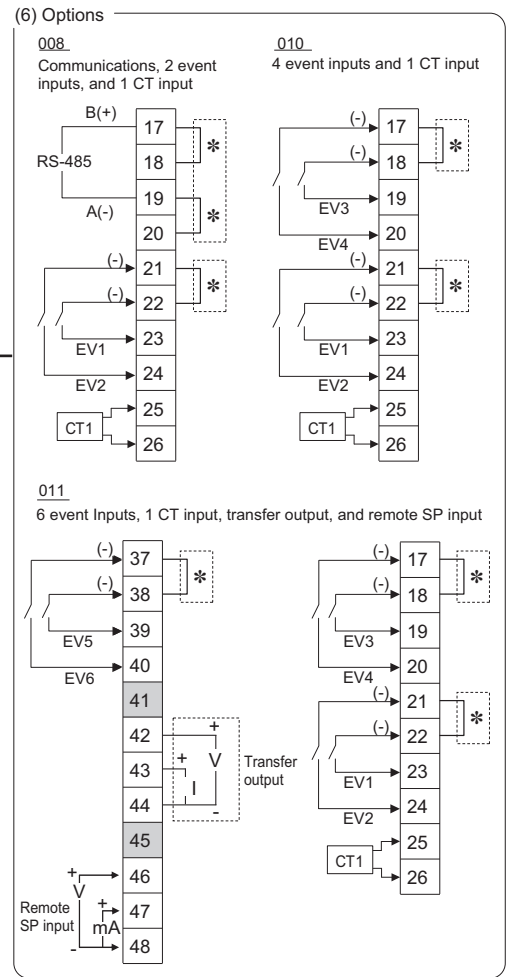 (6) Options
008
Communications, 2 event
inputs, and 1 CT input
B(+)
RS-485
A(-)
17
18
19
20
21
22
23
24
25
26
*
*
*
(-)
(-)
EV1
EV2
CT1
010
4 event inputs and 1 CT input
(-)
(-)
EV3
EV4
(-)
(-)
EV1
EV2
CT1
17
18
19
20
21
22
23
24
25
26
*
*
011
6 event Inputs, 1 CT input, transfer output, and remote SP input
(-)
(-)
EV5
EV6
37
38
39
40
41
42
43
44
45
46
47
48
*
+
V
+
I
-
Transfer
output
+
V
Remote
SP input
+
mA
-
(-)
(-)
EV3
EV4
(-)
(-)
EV1
EV2
CT1
17
18
19
20
21
22
23
24
25
26
*
*